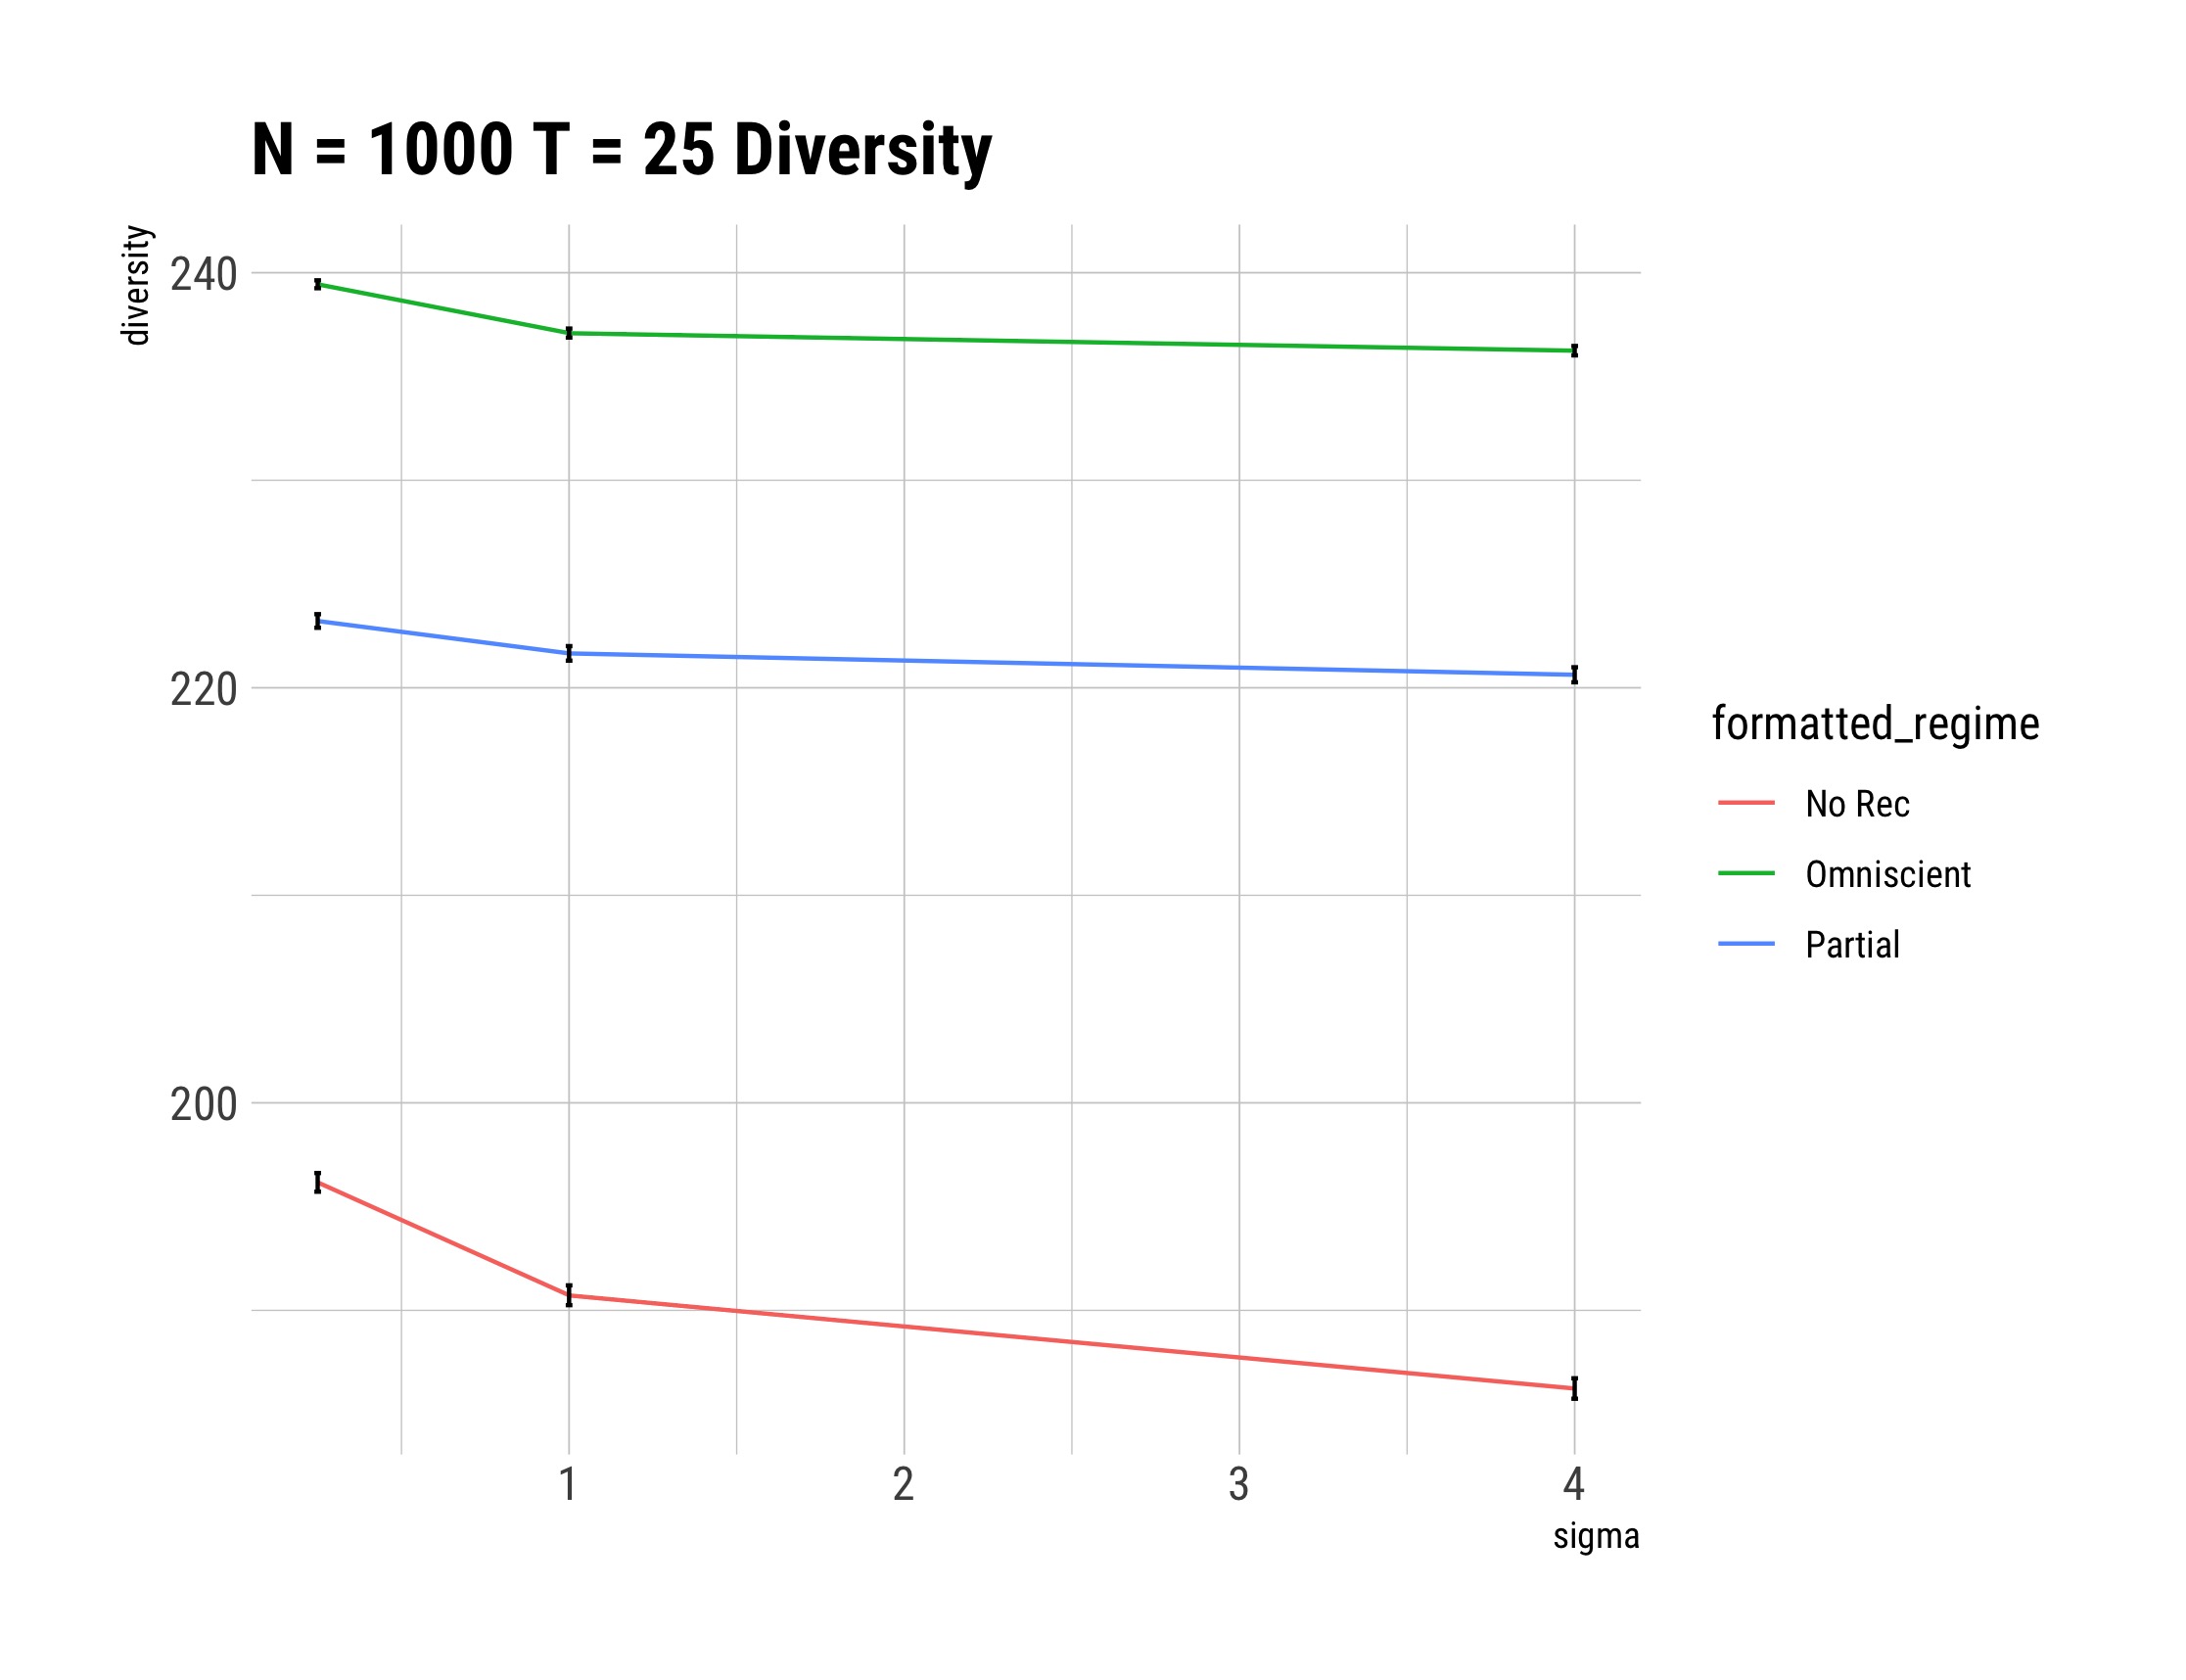 N = 1000 T = 25 Diversity
diversity
240
220
200
1 2 3 4
sigma
formatted_regime
No Rec
Omniscient
Partial